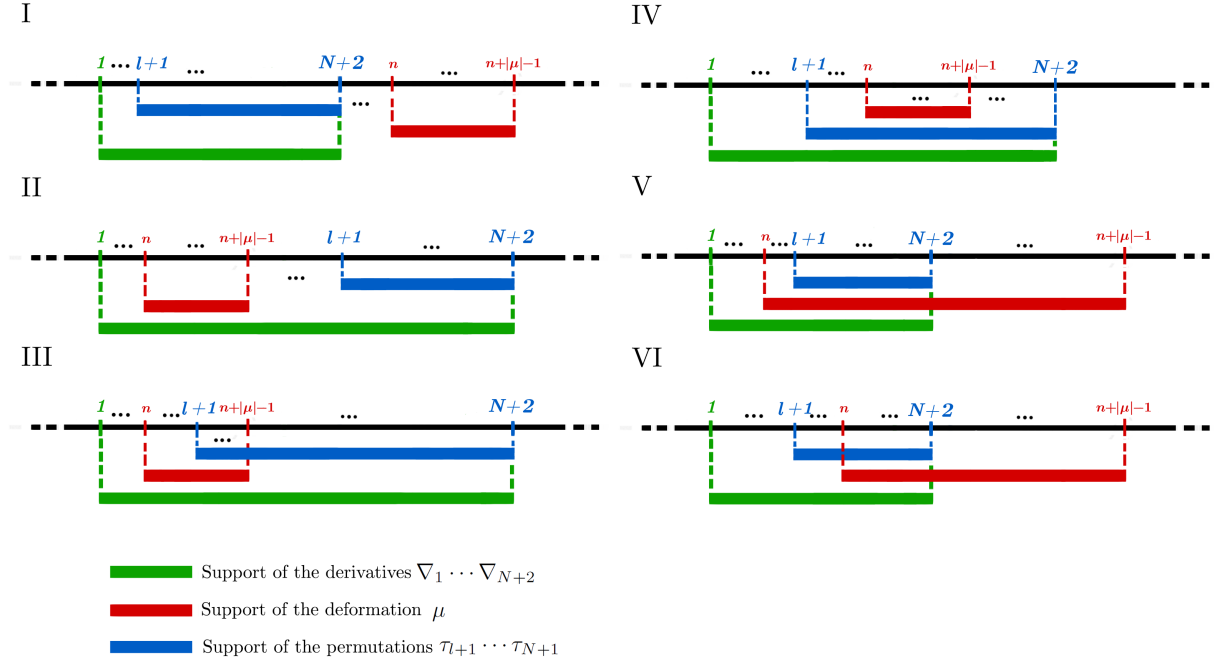 I
1 ... l+1 ... N+2 n ... n+|μ|-1
...
II
1 ... n ... n+|μ|-1 l+1 ... N+2
...
III
1 ... n ... l+1 n+|μ|-1 ... N+2
...
IV
1 ... l+1 ... n n+|μ|-1 N+2
... ...
V
1 ... n ... l+1 ... N+2 ... n+|μ|-1
VI
1 ... l+1 ... n ... N+2 ... n+|μ|-1
Support of the derivatives ∇₁ ⋯ ∇_{N+2}
Support of the deformation μ
Support of the permutations τ_{l+1} ⋯ τ_{N+1}